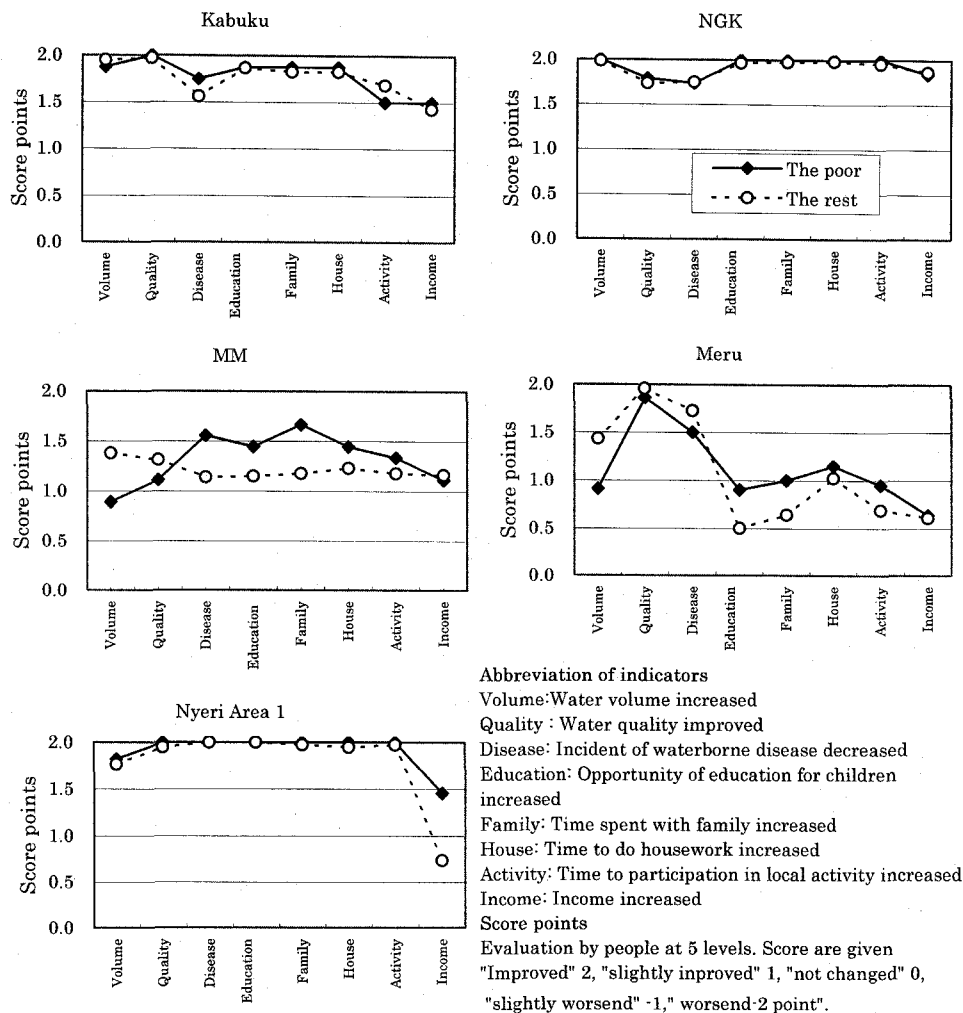 Kabuku
Score points
2.0
1.5
1.0
0.5
0.0
Volume
Quality
Disease
Education
Family
House
Activity
Income
NGK
Score points
2.0
1.5
1.0
0.5
0.0
The poor
The rest
Volume
Quality
Disease
Education
Family
House
Activity
Income
MM
Score points
2.0
1.5
1.0
0.5
0.0
Volume
Quality
Disease
Education
Family
House
Activity
Income
Meru
Score points
2.0
1.5
1.0
0.5
0.0
Volume
Quality
Disease
Education
Family
House
Activity
Income
Nyeri Area 1
Score points
2.0
1.5
1.0
0.5
0.0
Volume
Quality
Disease
Education
Family
House
Activity
Income
Abbreviation of indicators
Volume:Water volume increased
Quality : Water quality improved
Disease: Incident of waterborne disease decreased
Education: Opportunity of education for children
increased
Family: Time spent with family increased
House: Time to do housework increased
Activity: Time to participation in local activity increased
Income: Income increased
Score points
Evaluation by people at 5 levels. Score are given
"Improved" 2, "slightly inproved" 1, "not changed" 0,
"slightly worsend" -1," worsend-2 point".